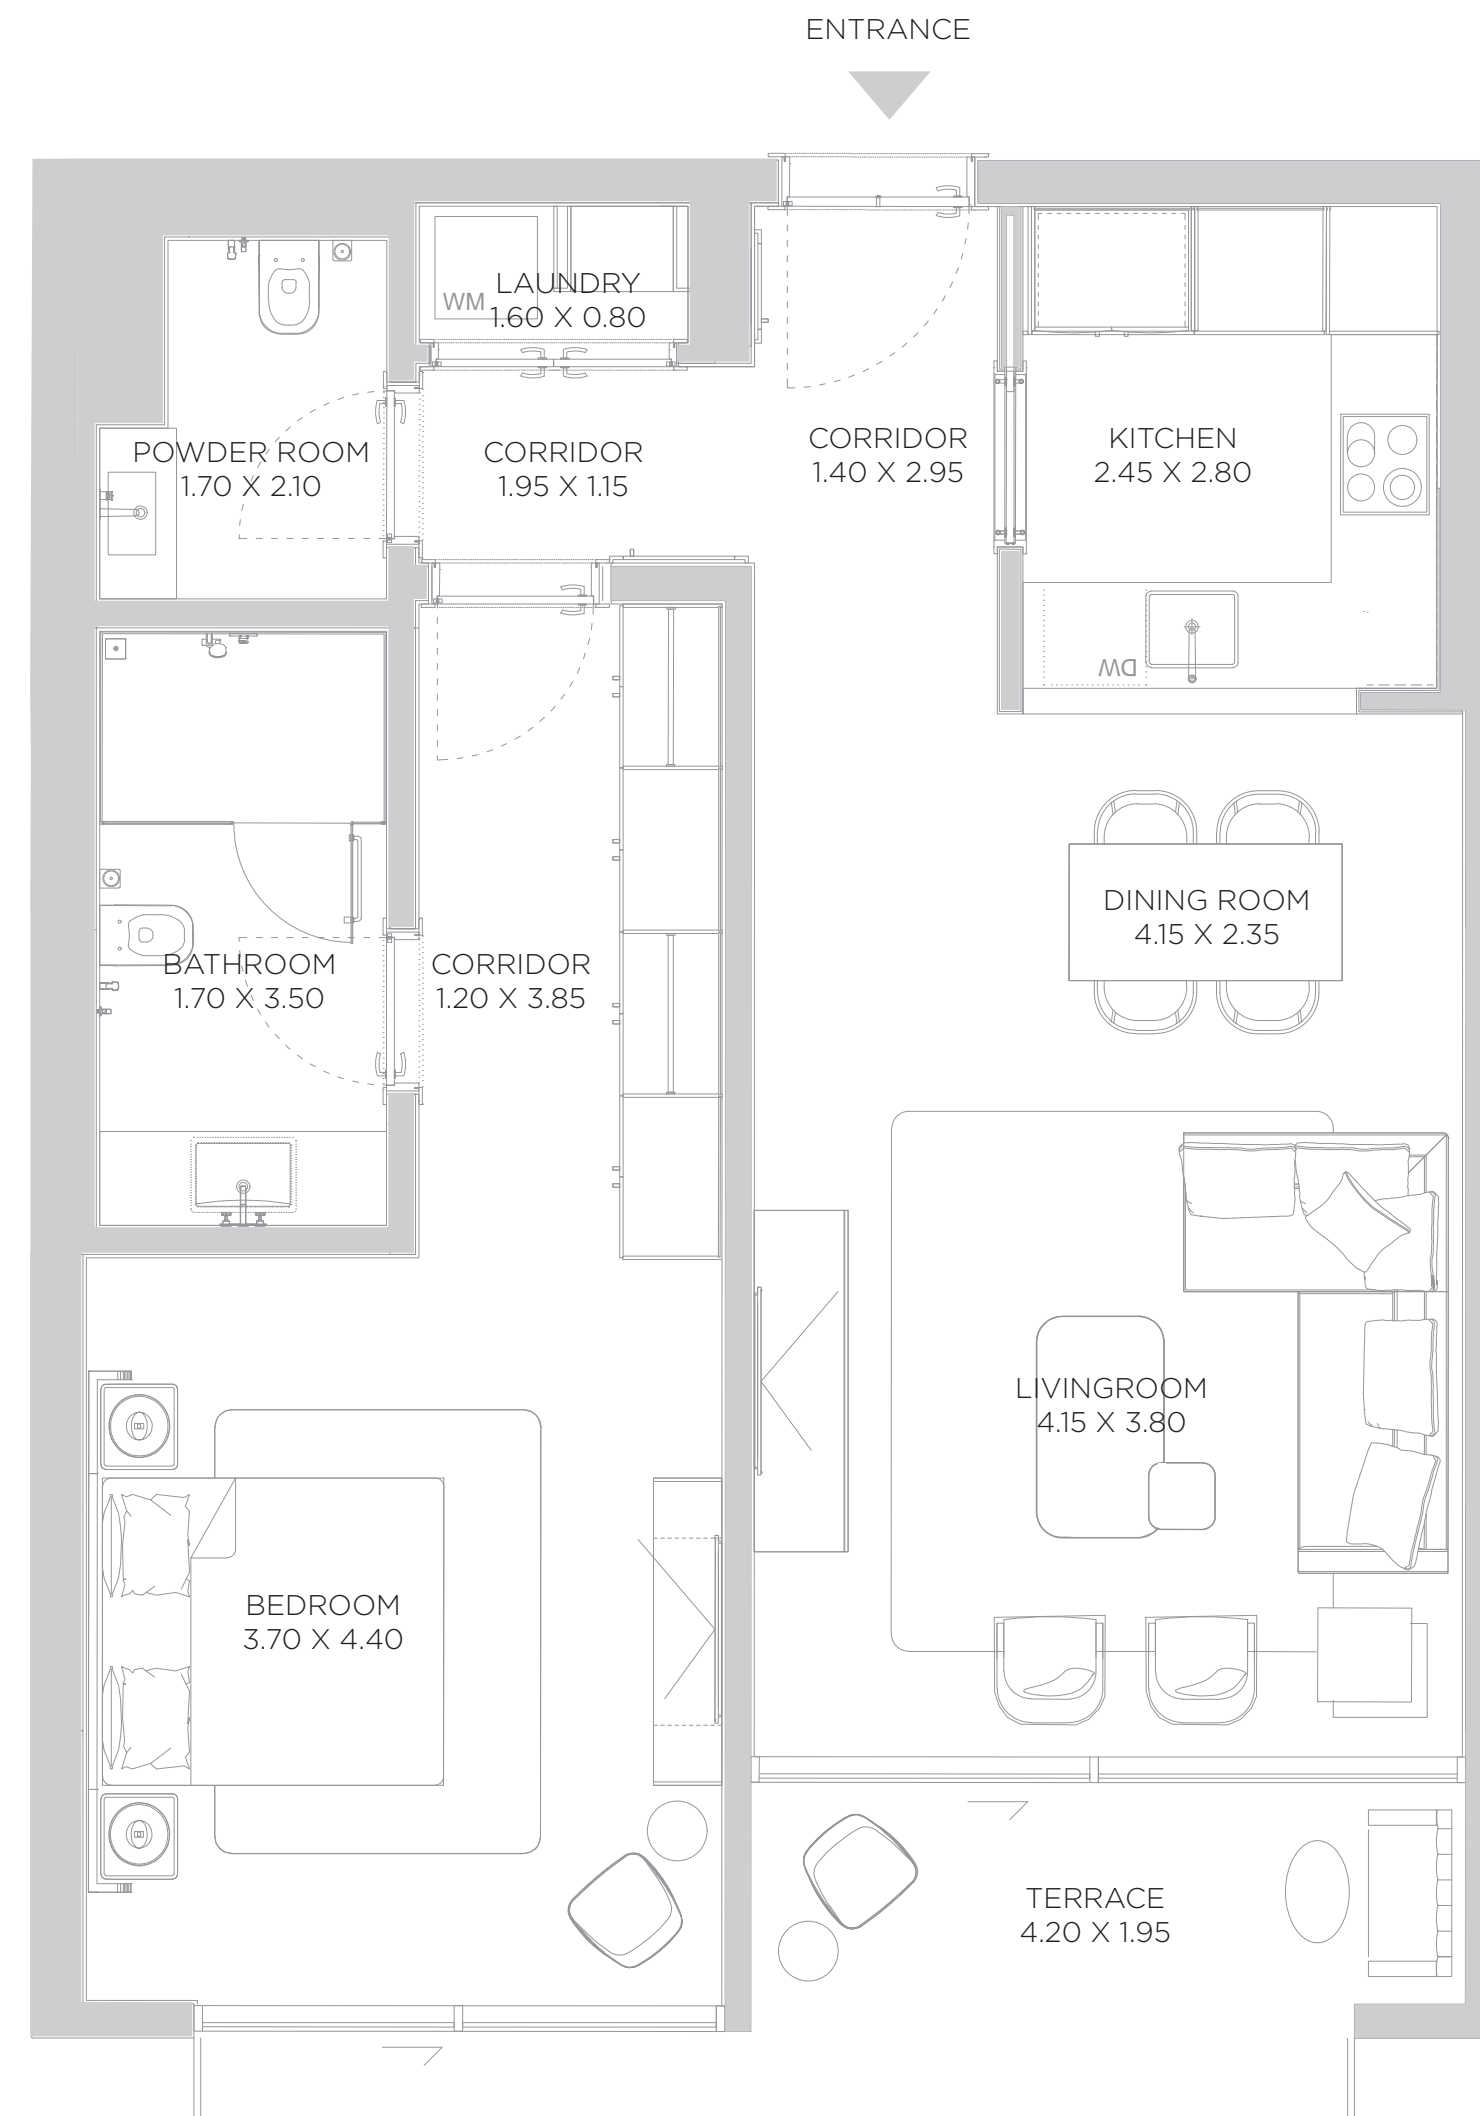 ENTRANCE
LAUNDRY
WM
1.60 X 0.80
POWDER ROOM
1.70 X 2.10
CORRIDOR
1.95 X 1.15
CORRIDOR
1.40 X 2.95
KITCHEN
2.45 X 2.80
DW
DINING ROOM
4.15 X 2.35
BATHROOM
1.70 X 3.50
CORRIDOR
1.20 X 3.85
LIVINGROOM
4.15 X 3.80
BEDROOM
3.70 X 4.40
TERRACE
4.20 X 1.95